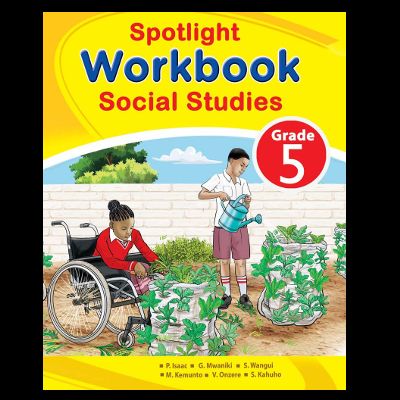 Spotlight
Workbook
Social Studies
Grade
5
▪ P. Isaac ▪ G. Mwaniki ▪ S. Wangui
▪ M. Kemunto ▪ V. Onzere ▪ S. Kahuho